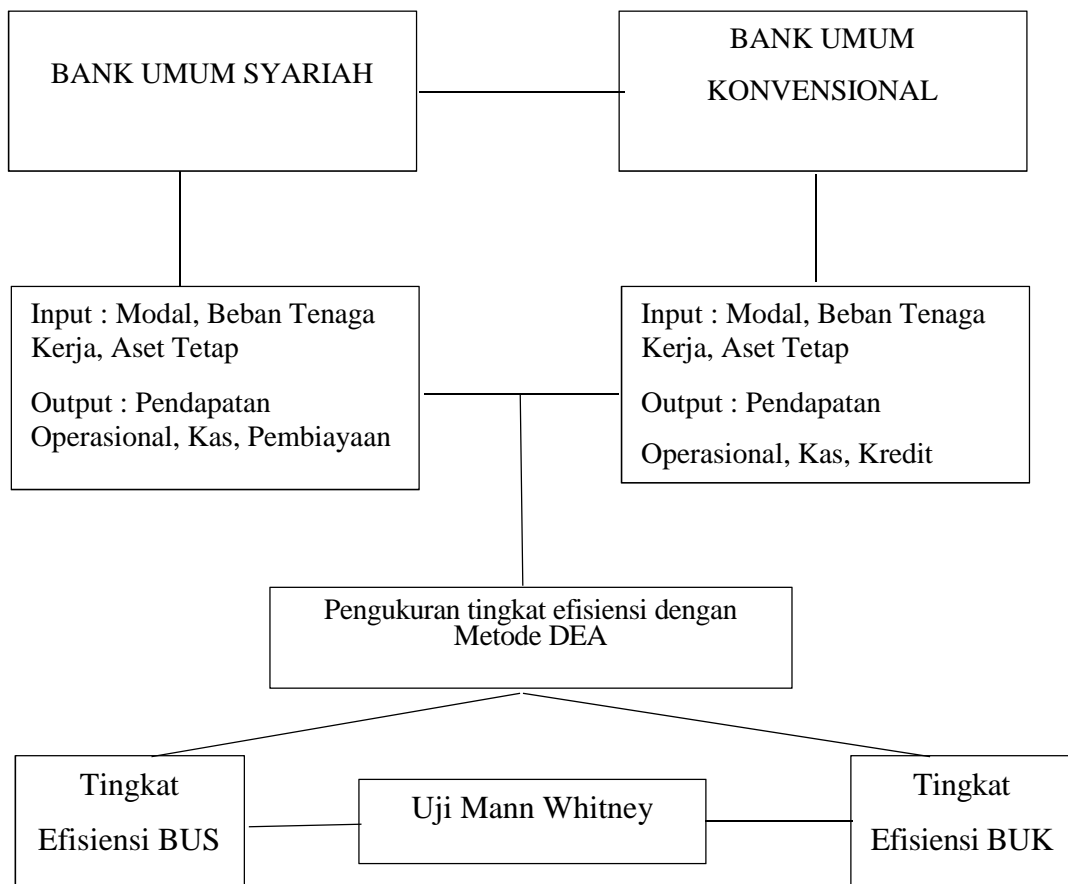 BANK UMUM SYARIAH
BANK UMUM
KONVENSIONAL
Input : Modal, Beban Tenaga
Kerja, Aset Tetap
Output : Pendapatan
Operasional, Kas, Pembiayaan
Input : Modal, Beban Tenaga
Kerja, Aset Tetap
Output : Pendapatan
Operasional, Kas, Kredit
Pengukuran tingkat efisiensi dengan
Metode DEA
Tingkat
Efisiensi BUS
Uji Mann Whitney
Tingkat
Efisiensi BUK